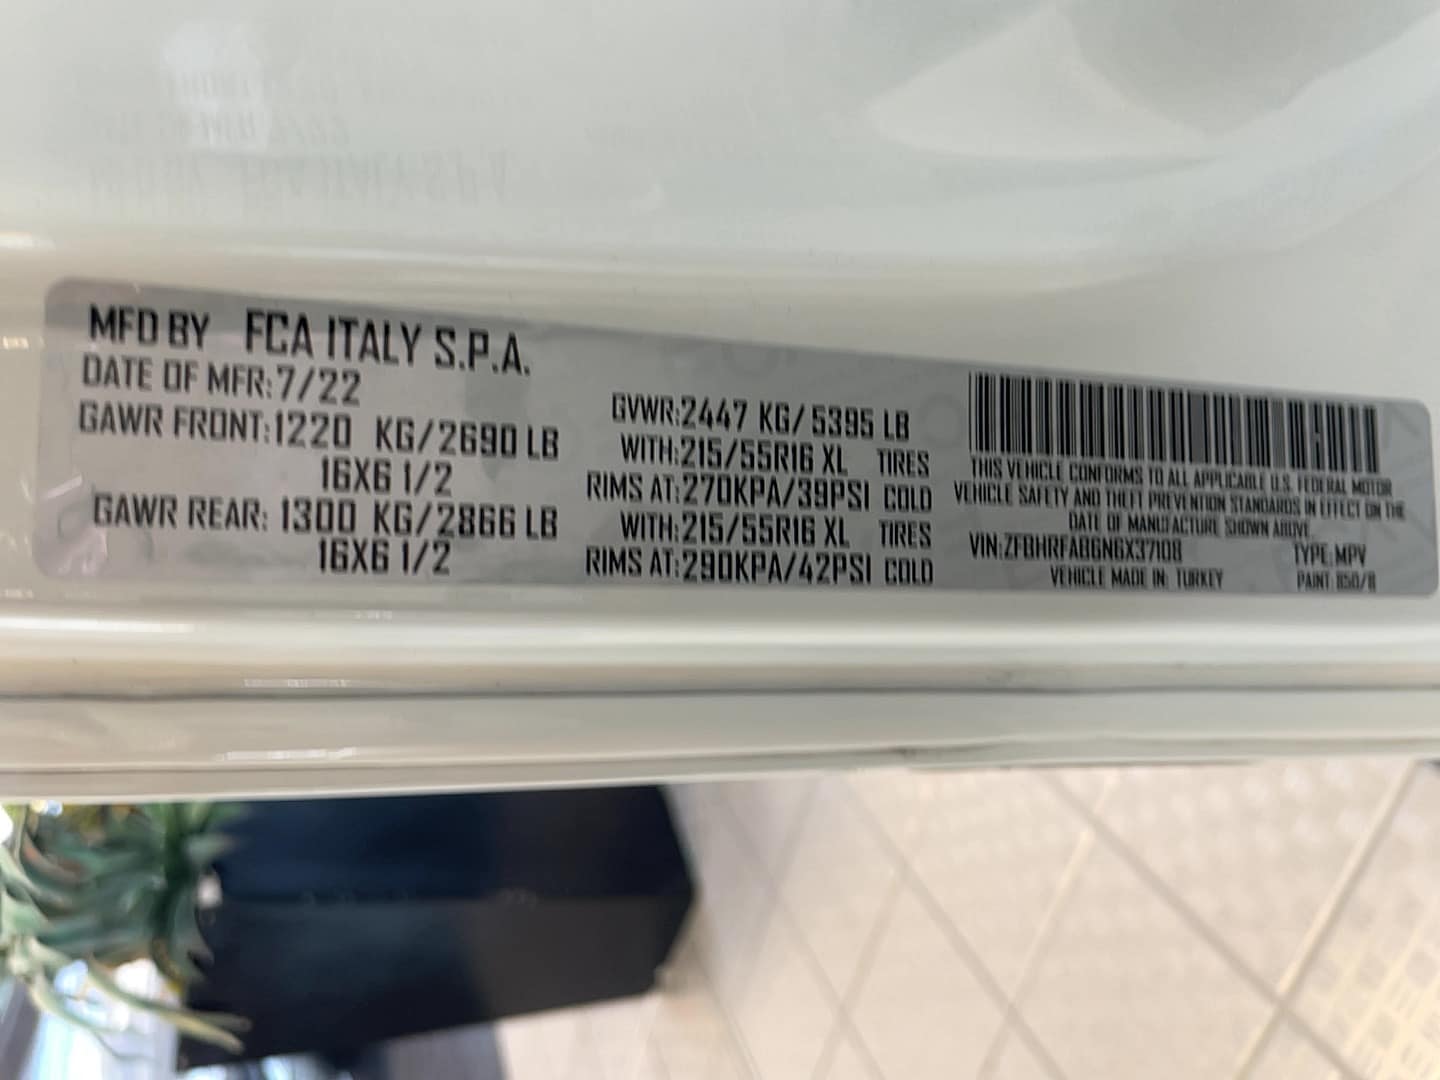 MFD BY FCA ITALY S.P.A.
DATE OF MFR: 7/22
GAWR FRONT: 1220 KG/2690 LB
16X6 1/2
GAWR REAR: 1300 KG/2866 LB
16X6 1/2
GVWR: 2447 KG/ 5395 LB
WITH: 215/55R16 XL TIRES
RIMS AT: 270KPA/39PSI COLD
WITH: 215/55R16 XL TIRES
RIMS AT: 290KPA/42PSI COLD
THIS VEHICLE CONFORMS TO ALL APPLICABLE U.S. FEDERAL MOTOR
VEHICLE SAFETY AND THEFT PREVENTION STANDARDS IN EFFECT ON THE
DATE OF MANUFACTURE SHOWN ABOVE.
VIN: ZFBHRFAB6N6X37108 TYPE: MPV
VEHICLE MADE IN: TURKEY PAINT: